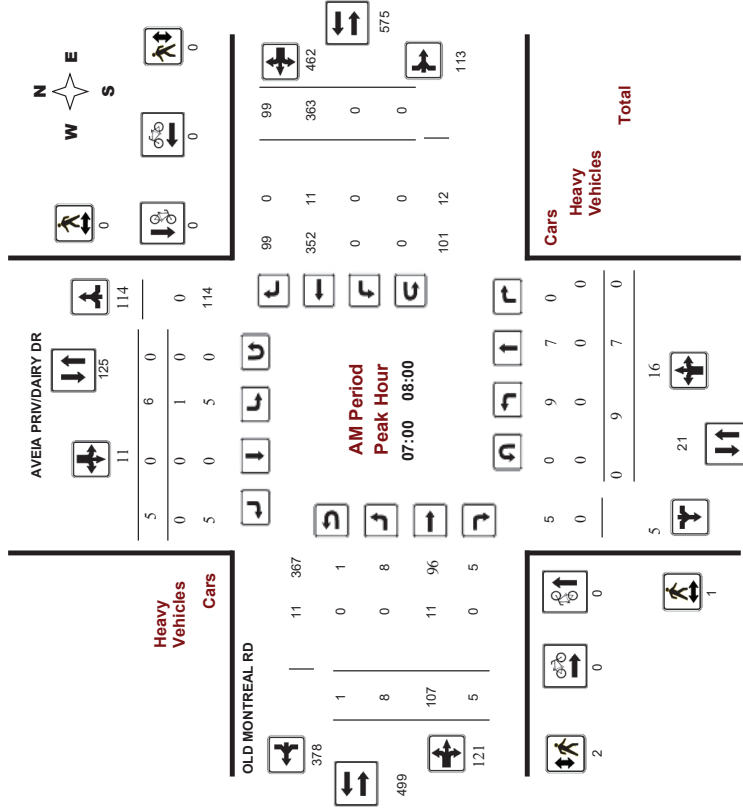 N
W E
S
0
0
0
0
AVEIA PRIV/DAIRY DR
11
125
114
5 0 6 0
0 0 1 0 0
5 0 5 0 114
Heavy
Vehicles
Cars
OLD MONTREAL RD
378
499
121
11 367
1 0 1
8 0 8
107 11 96
5 0 5
AM Period
Peak Hour
07:00 08:00
99 0 99
352 11 363
0 0 0
0 0 0
101 12
462
575
113
Cars
Heavy
Vehicles
Total
5 0 9 7 0
0 0 0 0 0
0 9 7 0
5
21
16
0
0
2
1